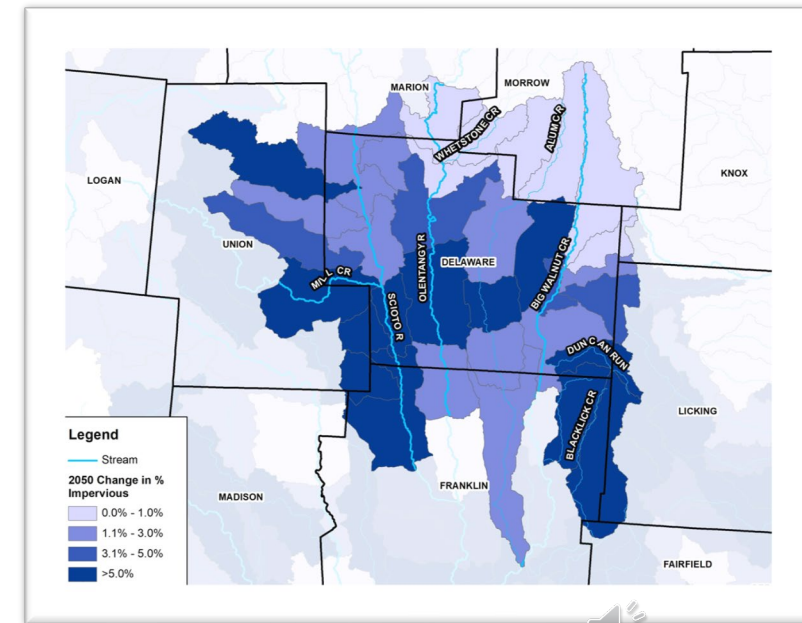 MARION
MORROW
WHETSTONE CR
ALUM CR
KNOX
LOGAN
UNION
OLENTANGY R
DELAWARE
BIG WALNUT CR
MILL CR
SCIOTO R
DUNCAN RUN
BLACKLICK CR
LICKING
Legend
Stream
2050 Change in %
Impervious
0.0% - 1.0%
1.1% - 3.0%
3.1% - 5.0%
>5.0%
MADISON
FRANKLIN
FAIRFIELD